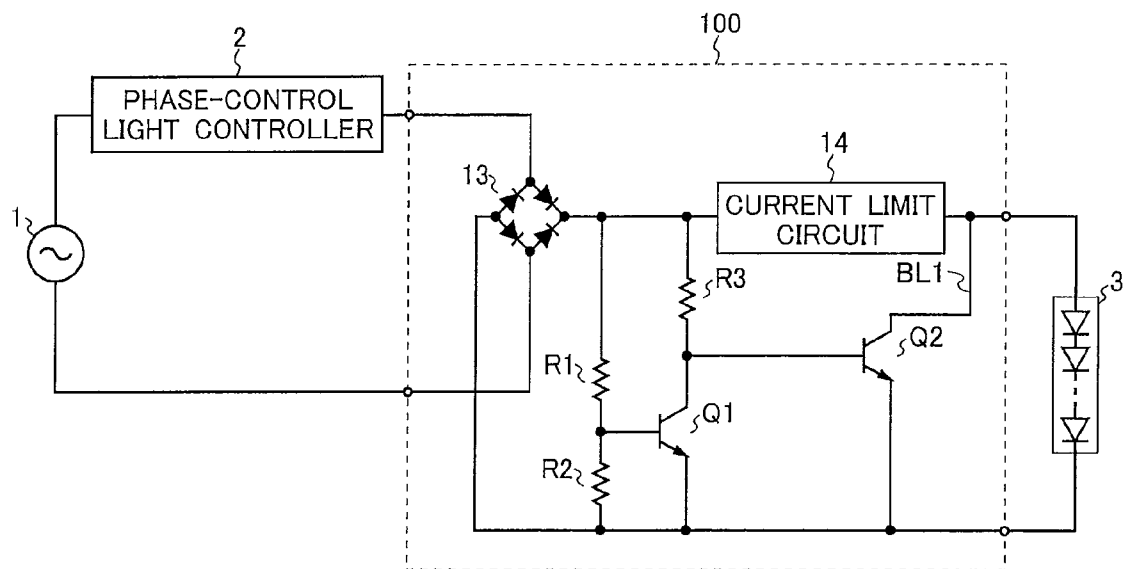 100
2
PHASE-CONTROL
LIGHT CONTROLLER
13
14
CURRENT LIMIT
CIRCUIT
1
R3
BL1
3
Q2
R1
Q1
R2